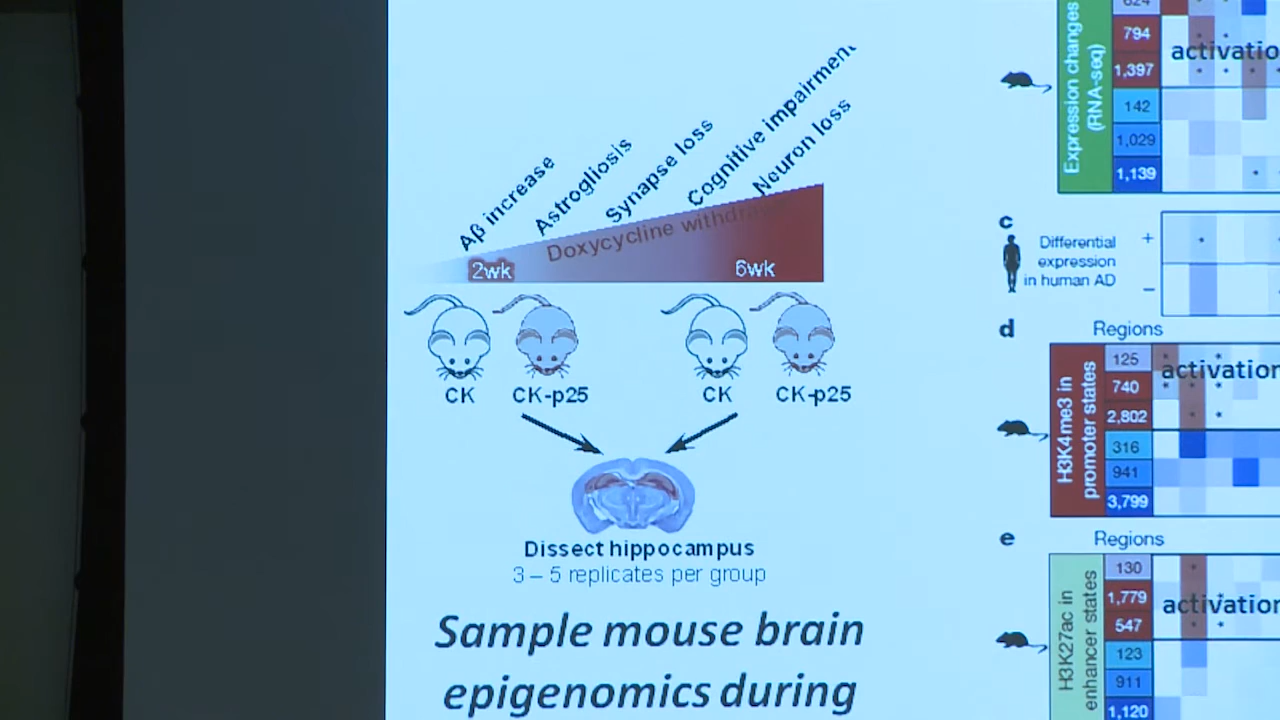 Aβ increase
Astrogliosis
Synapse loss
Cognitive impairment
Neuron loss
Doxycycline
2wk
6wk
CK
CK-p25
CK
CK-p25
Dissect hippocampus
3 – 5 replicates per group
Sample mouse brain
epigenomics during
Expression changes
(RNA-seq)
624
794
1,397
142
1,029
1,139
activatio
c
Differential
expression
in human AD
+
−
d
Regions
H3K4me3 in
promoter states
125
740
2,802
316
941
3,799
activation
e
Regions
H3K27ac in
enhancer states
130
1,779
547
123
911
1,120
activation